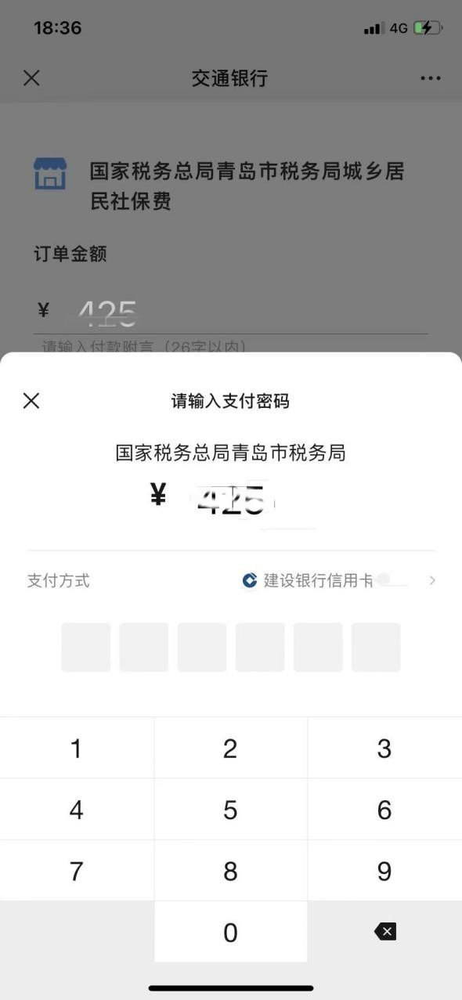 18:36
4G
交通银行
国家税务总局青岛市税务局城乡居
民社保费
订单金额
¥ 425
请输入付款附言（26字以内）
请输入支付密码
国家税务总局青岛市税务局
¥ 425
支付方式 建设银行信用卡
1 2 3
4 5 6
7 8 9
0